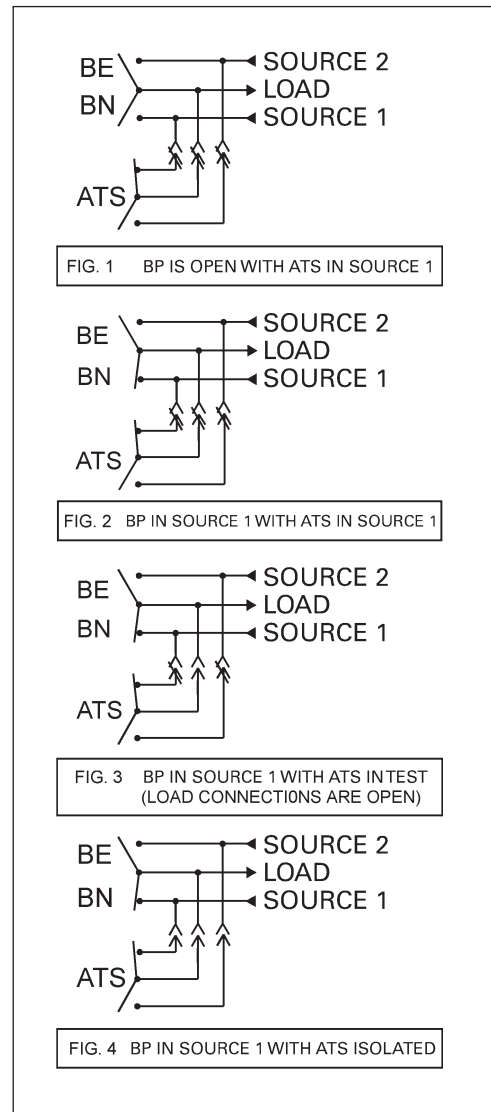 BE
SOURCE 2
LOAD
BN
SOURCE 1
ATS
FIG. 1 BP IS OPEN WITH ATS IN SOURCE 1
SOURCE 2
BE
LOAD
BN
SOURCE 1
ATS
FIG. 2 BP IN SOURCE 1 WITH ATS IN SOURCE 1
SOURCE 2
BE
LOAD
BN
SOURCE 1
ATS
FIG. 3 BP IN SOURCE 1 WITH ATS IN TEST
(LOAD CONNECTIONS ARE OPEN)
SOURCE 2
BE
LOAD
BN
SOURCE 1
ATS
FIG. 4 BP IN SOURCE 1 WITH ATS ISOLATED